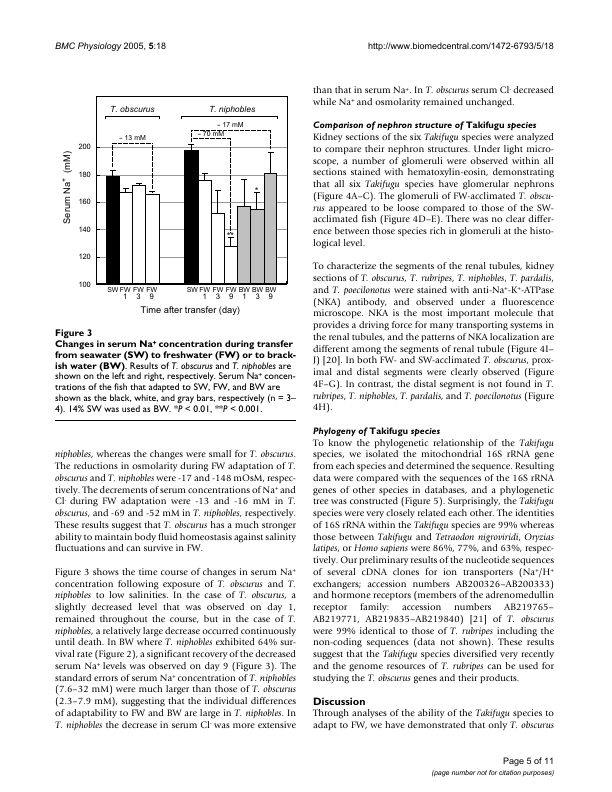 BMC Physiology 2005, 5:18
http://www.biomedcentral.com/1472-6793/5/18
T. obscurus
T. niphobles
~ 17 mM
~ 13 mM
~ 70 mM
200
180
160
140
120
100
Serum Na+ (mM)
*
**
SW FW FW FW SW FW FW FW BW BW BW
1 3 9 1 3 9 1 3 9
Time after transfer (day)
Figure 3
Changes in serum Na+ concentration during transfer
from seawater (SW) to freshwater (FW) or to brack-
ish water (BW). Results of T. obscurus and T. niphobles are
shown on the left and right, respectively. Serum Na+ concen-
trations of the fish that adapted to SW, FW, and BW are
shown as the black, white, and gray bars, respectively (n = 3–
4). 14% SW was used as BW. *P < 0.01, **P < 0.001.
niphobles, whereas the changes were small for T. obscurus.
The reductions in osmolarity during FW adaptation of T.
obscurus and T. niphobles were -17 and -148 mOsM, respec-
tively. The decrements of serum concentrations of Na+ and
Cl- during FW adaptation were -13 and -16 mM in T.
obscurus, and -69 and -52 mM in T. niphobles, respectively.
These results suggest that T. obscurus has a much stronger
ability to maintain body fluid homeostasis against salinity
fluctuations and can survive in FW.
Figure 3 shows the time course of changes in serum Na+
concentration following exposure of T. obscurus and T.
niphobles to low salinities. In the case of T. obscurus, a
slightly decreased level that was observed on day 1,
remained throughout the course, but in the case of T.
niphobles, a relatively large decrease occurred continuously
until death. In BW where T. niphobles exhibited 64% sur-
vival rate (Figure 2), a significant recovery of the decreased
serum Na+ levels was observed on day 9 (Figure 3). The
standard errors of serum Na+ concentration of T. niphobles
(7.6–32 mM) were much larger than those of T. obscurus
(2.3–7.9 mM), suggesting that the individual differences
of adaptability to FW and BW are large in T. niphobles. In
T. niphobles the decrease in serum Cl- was more extensive
than that in serum Na+. In T. obscurus serum Cl- decreased
while Na+ and osmolarity remained unchanged.
Comparison of nephron structure of Takifugu species
Kidney sections of the six Takifugu species were analyzed
to compare their nephron structures. Under light micro-
scope, a number of glomeruli were observed within all
sections stained with hematoxylin-eosin, demonstrating
that all six Takifugu species have glomerular nephrons
(Figure 4A–C). The glomeruli of FW-acclimated T. obscu-
rus appeared to be loose compared to those of the SW-
acclimated fish (Figure 4D–E). There was no clear differ-
ence between those species rich in glomeruli at the histo-
logical level.
To characterize the segments of the renal tubules, kidney
sections of T. obscurus, T. rubripes, T. niphobles, T. pardalis,
and T. poecilonotus were stained with anti-Na+-K+-ATPase
(NKA) antibody, and observed under a fluorescence
microscope. NKA is the most important molecule that
provides a driving force for many transporting systems in
the renal tubules, and the patterns of NKA localization are
different among the segments of renal tubule (Figure 4I–
J) [20]. In both FW- and SW-acclimated T. obscurus, prox-
imal and distal segments were clearly observed (Figure
4F–G). In contrast, the distal segment is not found in T.
rubripes, T. niphobles, T. pardalis, and T. poecilonotus (Figure
4H).
Phylogeny of Takifugu species
To know the phylogenetic relationship of the Takifugu
species, we isolated the mitochondrial 16S rRNA gene
from each species and determined the sequence. Resulting
data were compared with the sequences of the 16S rRNA
genes of other species in databases, and a phylogenetic
tree was constructed (Figure 5). Surprisingly, the Takifugu
species were very closely related each other. The identities
of 16S rRNA within the Takifugu species are 99% whereas
those between Takifugu and Tetraodon nigroviridi, Oryzias
latipes, or Homo sapiens were 86%, 77%, and 63%, respec-
tively. Our preliminary results of the nucleotide sequences
of several cDNA clones for ion transporters (Na+/H+
exchangers; accession numbers AB200326–AB200333)
and hormone receptors (members of the adrenomedullin
receptor family: accession numbers AB219765–
AB219771, AB219835–AB219840) [21] of T. obscurus
were 99% identical to those of T. rubripes including the
non-coding sequences (data not shown). These results
suggest that the Takifugu species diversified very recently
and the genome resources of T. rubripes can be used for
studying the T. obscurus genes and their products.
Discussion
Through analyses of the ability of the Takifugu species to
adapt to FW, we have demonstrated that only T. obscurus
Page 5 of 11
(page number not for citation purposes)